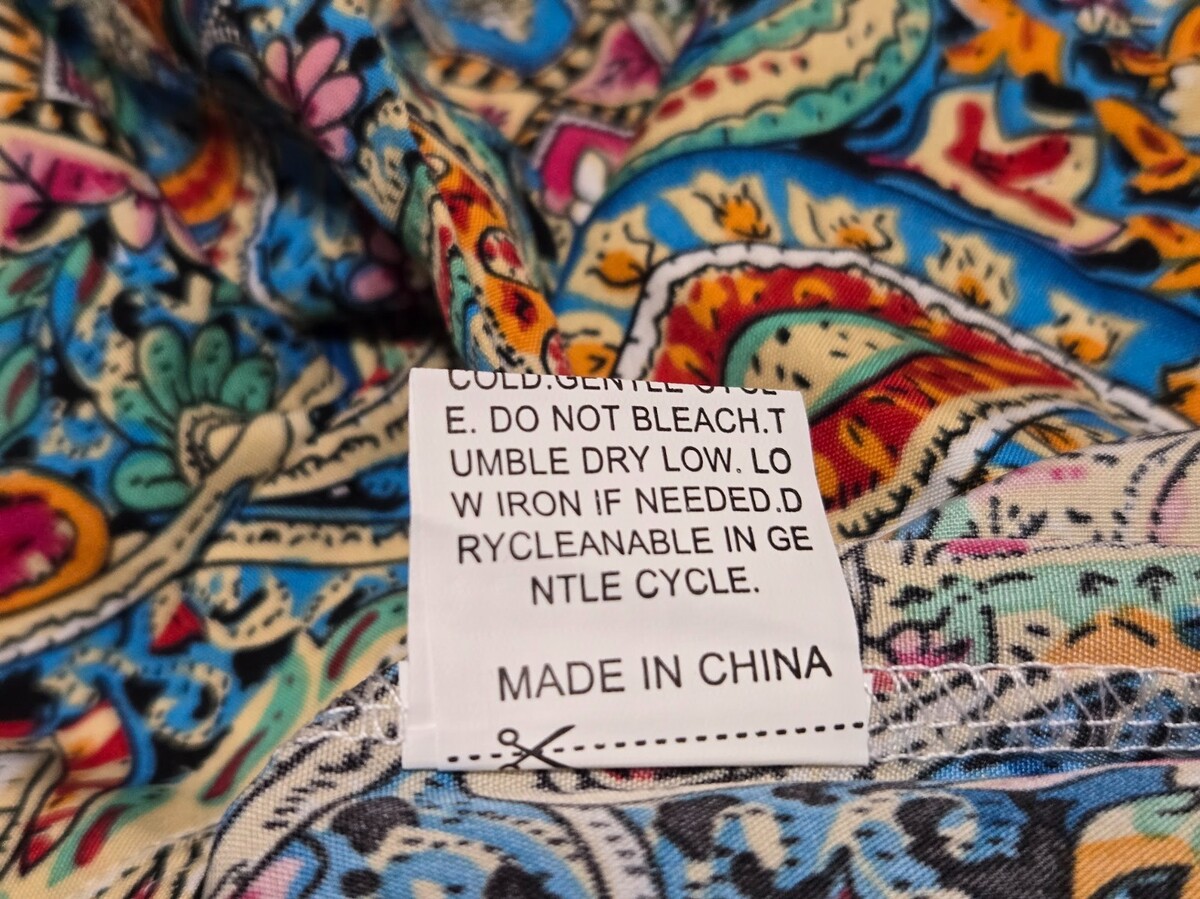 COLD.GENTLE CYCL
E. DO NOT BLEACH.T
UMBLE DRY LOW. LO
W IRON IF NEEDED.D
RYCLEANABLE IN GE
NTLE CYCLE.
MADE IN CHINA